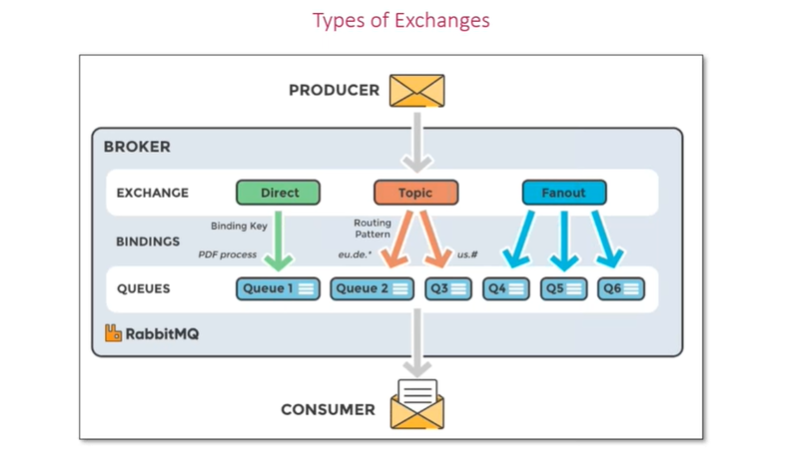 Types of Exchanges
PRODUCER
BROKER
EXCHANGE
Direct
Topic
Fanout
Binding Key
Routing
Pattern
BINDINGS
PDF process
eu.de.*
us.#
QUEUES
Queue 1
Queue 2
Q3
Q4
Q5
Q6
RabbitMQ
CONSUMER